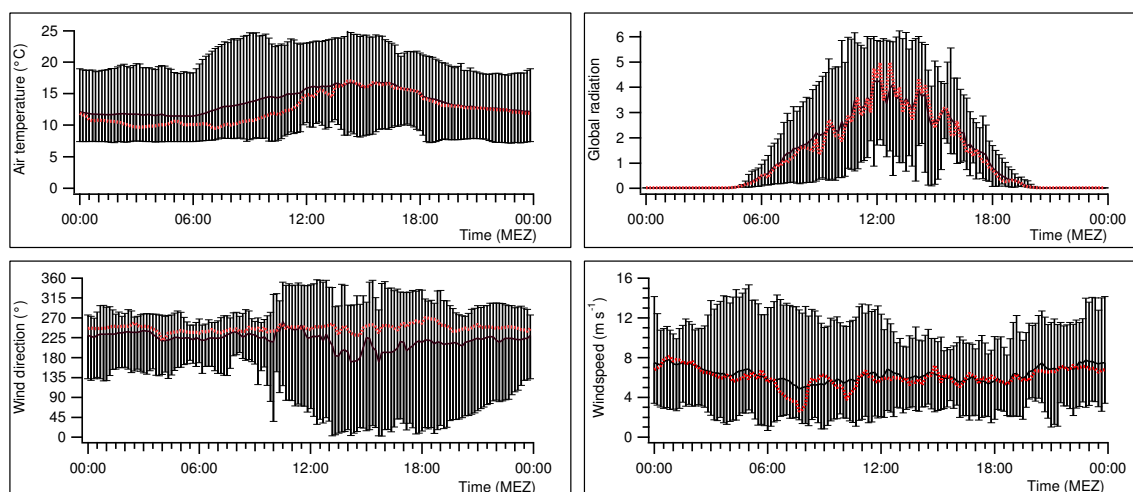 25
20
15
10
5
0
Air temperature (°C)
00:00 06:00 12:00 18:00 00:00
Time (MEZ)
6
5
4
3
2
1
0
Global radiation
00:00 06:00 12:00 18:00 00:00
Time (MEZ)
360
315
270
225
180
135
90
45
0
Wind direction (°)
00:00 06:00 12:00 18:00 00:00
Time (MEZ)
16
12
8
4
0
Windspeed (m s⁻¹)
00:00 06:00 12:00 18:00 00:00
Time (MEZ)